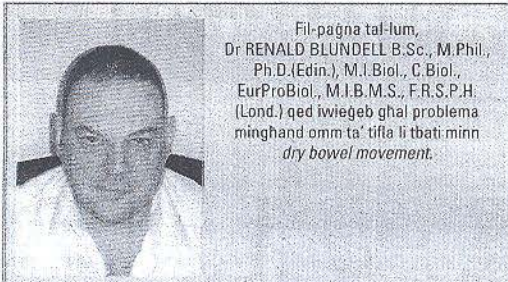 Fil-paġna tal-lum,
Dr RENALD BLUNDELL B.Sc., M.Phil.,
Ph.D.(Edin.), M.I.Biol., C.Biol.,
EurProBiol., M.I.B.M.S., F.R.S.P.H.
(Lond.) qed iwieġeb għal problema
mingħand omm ta' tifla li tbati minn
dry bowel movement.